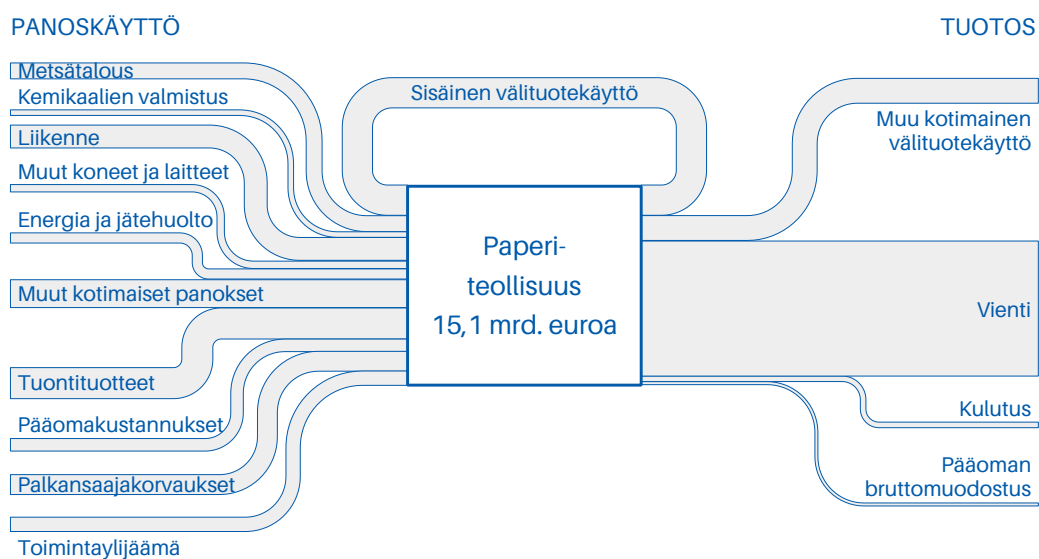 PANOSKÄYTTÖ
TUOTOS
Metsätalous
Kemikaalien valmistus
Liikenne
Muut koneet ja laitteet
Energia ja jätehuolto
Muut kotimaiset panokset
Tuontituotteet
Pääomakustannukset
Palkansaajakorvaukset
Toimintaylijäämä
Sisäinen välituotekäyttö
Paperi-
teollisuus
15,1 mrd. euroa
Muu kotimainen
välituotekäyttö
Vienti
Kulutus
Pääoman
bruttomuodostus